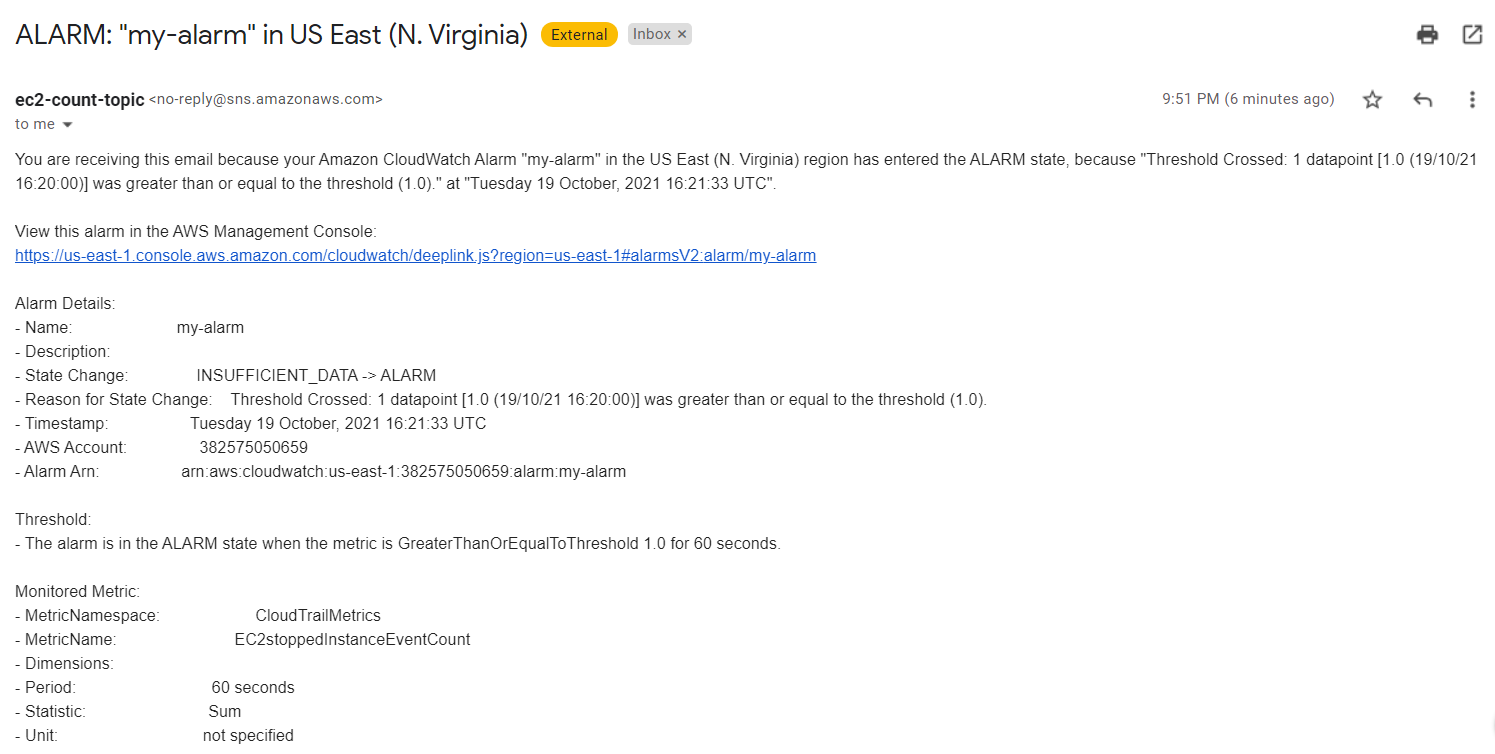 ALARM: "my-alarm" in US East (N. Virginia) External Inbox ×
ec2-count-topic <no-reply@sns.amazonaws.com> 9:51 PM (6 minutes ago)
to me
You are receiving this email because your Amazon CloudWatch Alarm "my-alarm" in the US East (N. Virginia) region has entered the ALARM state, because "Threshold Crossed: 1 datapoint [1.0 (19/10/21
16:20:00)] was greater than or equal to the threshold (1.0)." at "Tuesday 19 October, 2021 16:21:33 UTC".
View this alarm in the AWS Management Console:
https://us-east-1.console.aws.amazon.com/cloudwatch/deeplink.js?region=us-east-1#alarmsV2:alarm/my-alarm
Alarm Details:
- Name: my-alarm
- Description:
- State Change: INSUFFICIENT_DATA -> ALARM
- Reason for State Change: Threshold Crossed: 1 datapoint [1.0 (19/10/21 16:20:00)] was greater than or equal to the threshold (1.0).
- Timestamp: Tuesday 19 October, 2021 16:21:33 UTC
- AWS Account: 382575050659
- Alarm Arn: arn:aws:cloudwatch:us-east-1:382575050659:alarm:my-alarm
Threshold:
- The alarm is in the ALARM state when the metric is GreaterThanOrEqualToThreshold 1.0 for 60 seconds.
Monitored Metric:
- MetricNamespace: CloudTrailMetrics
- MetricName: EC2stoppedInstanceEventCount
- Dimensions:
- Period: 60 seconds
- Statistic: Sum
- Unit: not specified